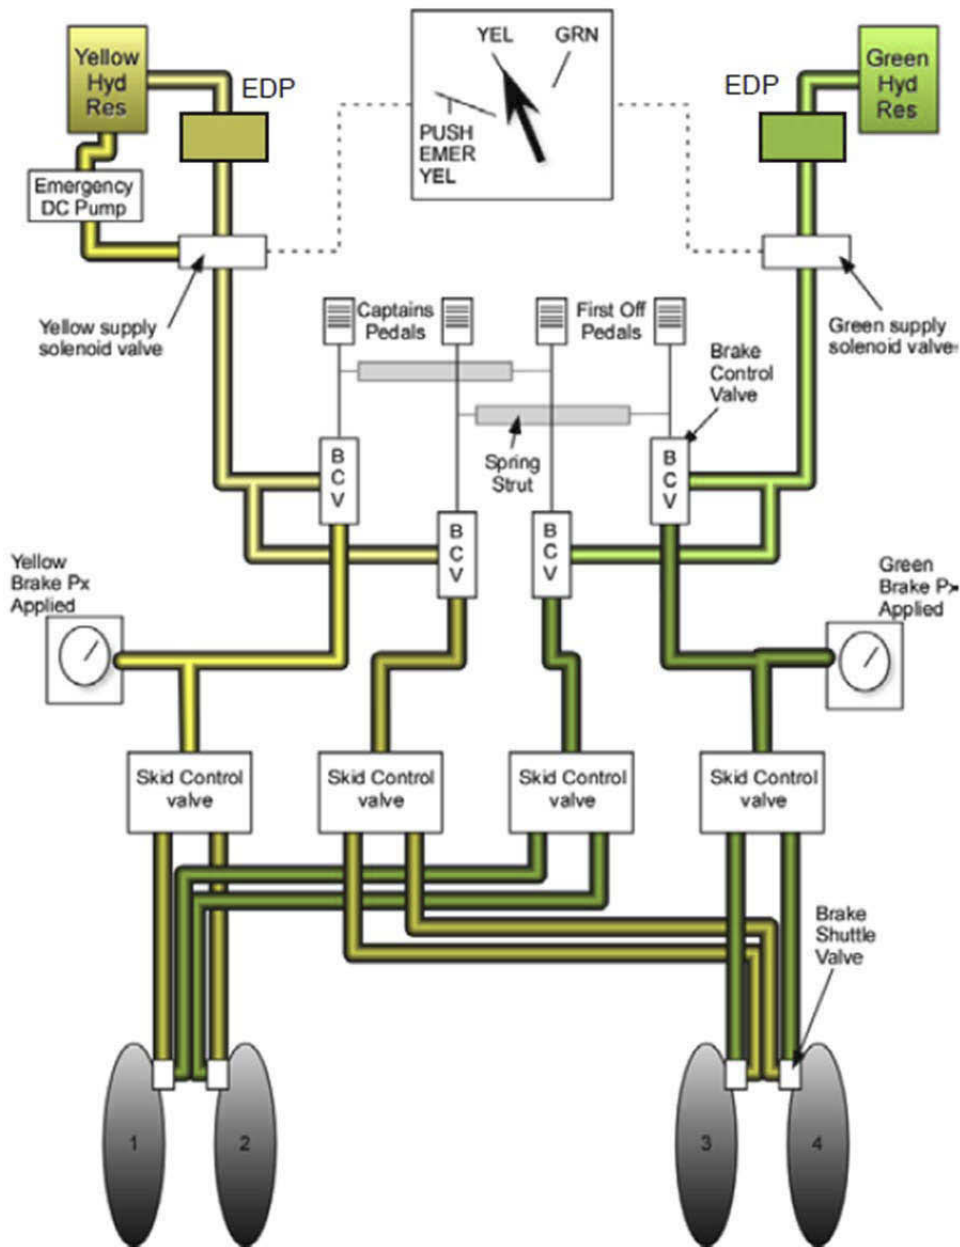 Yellow
Hyd
Res
EDP
YEL
GRN
PUSH
EMER
YEL
EDP
Green
Hyd
Res
Emergency
DC Pump
Yellow supply
solenoid valve
Captains
Pedals
First Off
Pedals
Green supply
solenoid valve
Brake
Control
Valve
Spring
Strut
B
C
V
B
C
V
B
C
V
B
C
V
Yellow
Brake Px
Applied
Green
Brake Px
Applied
Skid Control
valve
Skid Control
valve
Skid Control
valve
Skid Control
valve
Brake
Shuttle
Valve
1
2
3
4